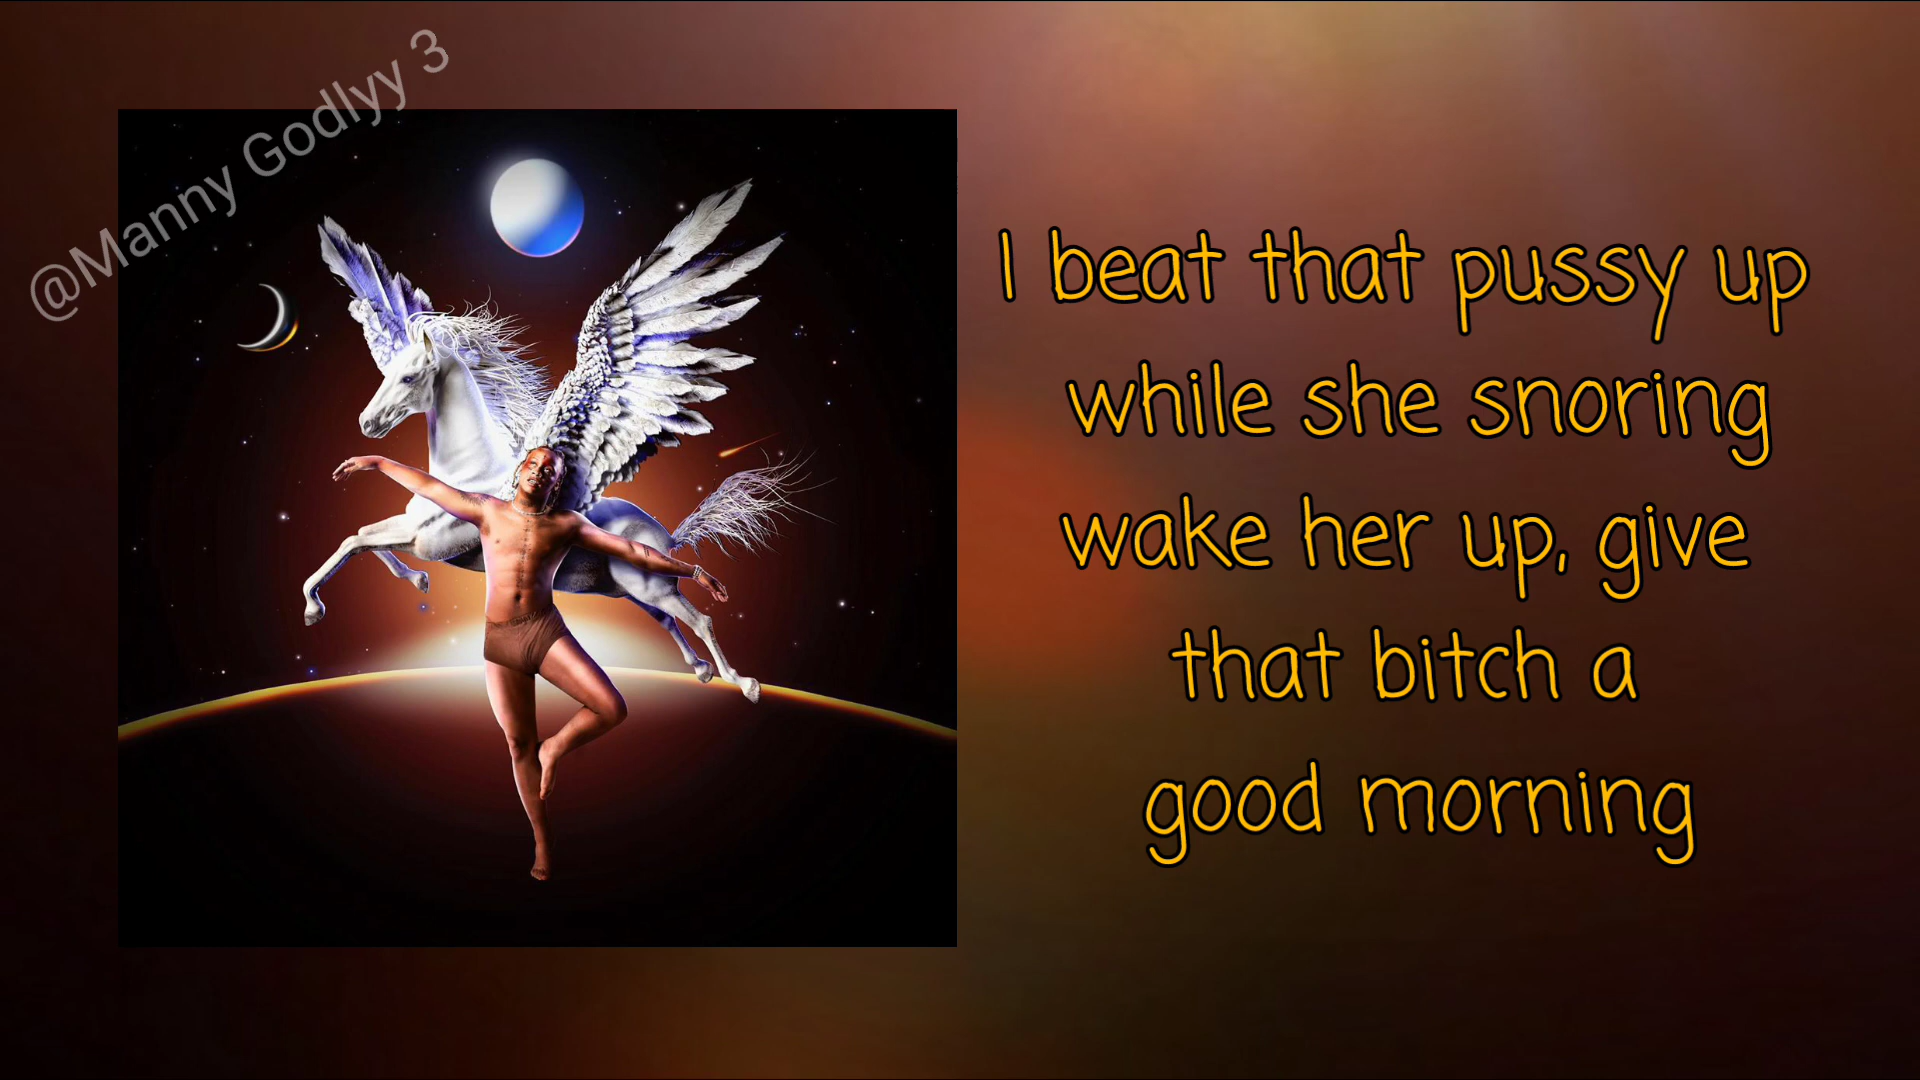 @Manny Godlyy 3
I beat that pussy up
while she snoring
wake her up, give
that bitch a
good morning